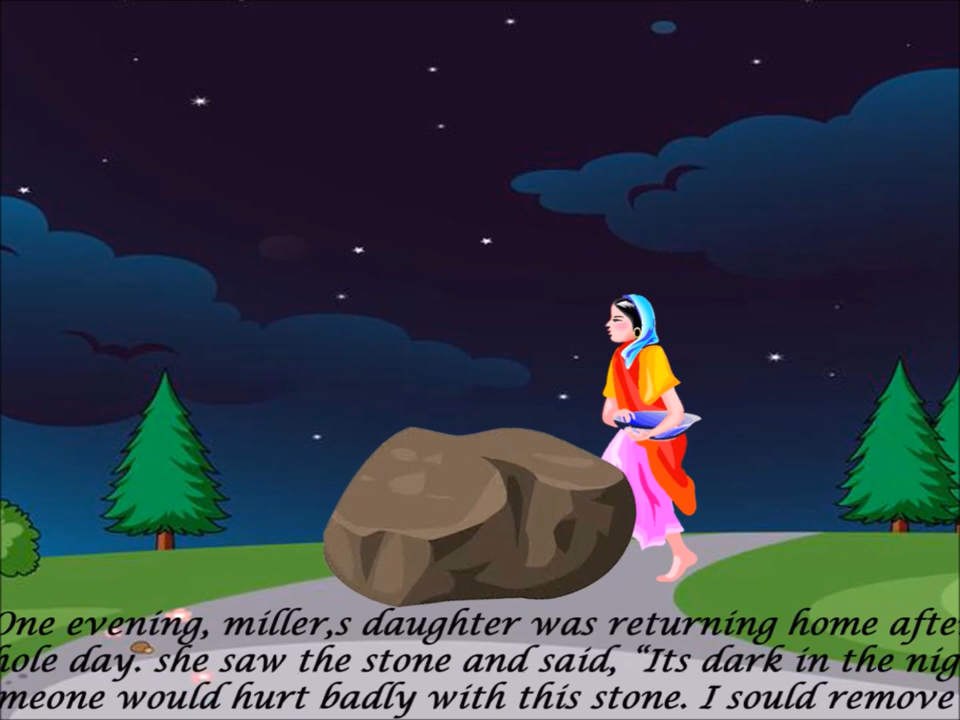 One evening, miller,s daughter was returning home afte
hole day. she saw the stone and said, “Its dark in the nig
meone would hurt badly with this stone. I sould remove